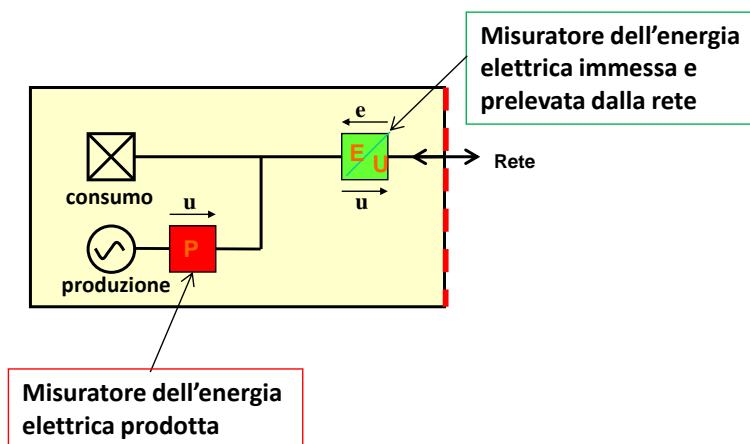 Misuratore dell’energia
elettrica immessa e
prelevata dalla rete
e
E
U
Rete
consumo
u
u
P
produzione
Misuratore dell’energia
elettrica prodotta